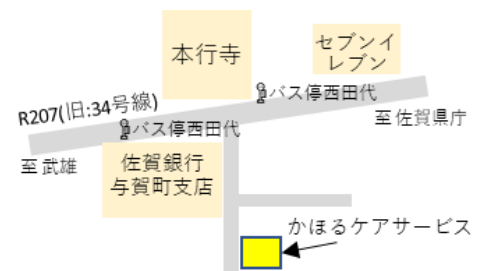 本行寺
セブンイ
レブン
バス停西田代
R207(旧:34号線)
至佐賀県庁
バス停西田代
至武雄
佐賀銀行
与賀町支店
かほるケアサービス